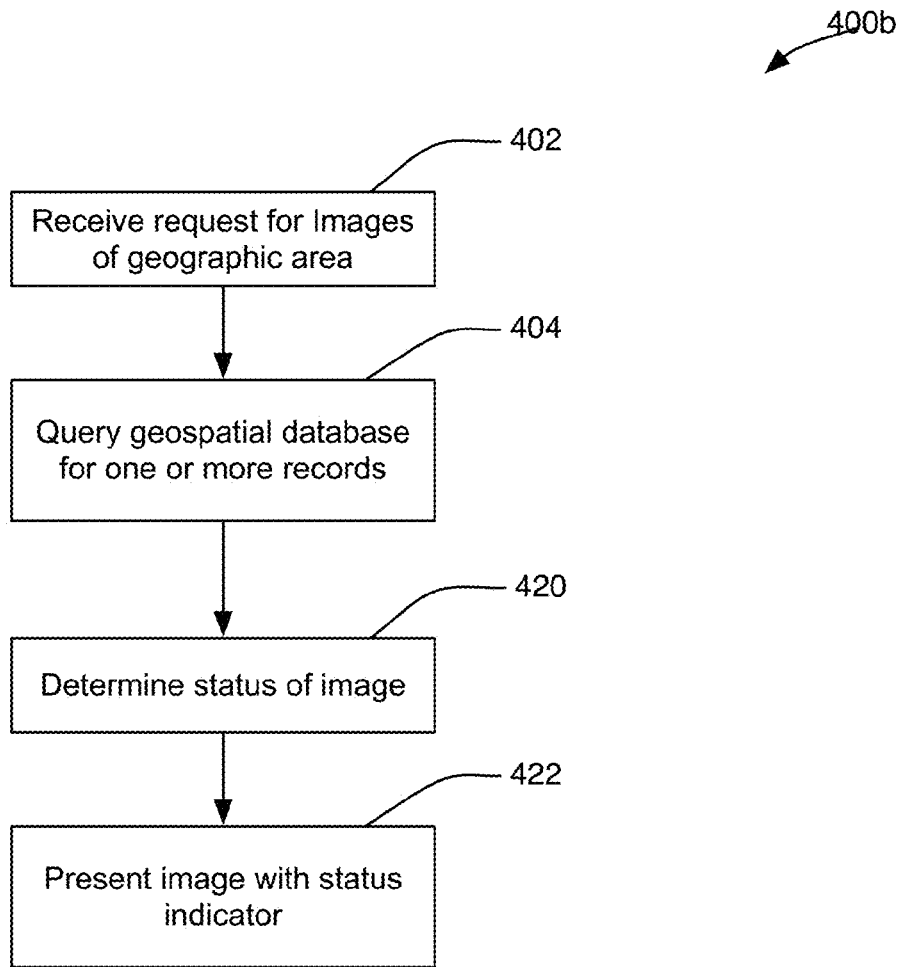 400b
402
Receive request for Images
of geographic area
404
Query geospatial database
for one or more records
420
Determine status of image
422
Present image with status
indicator